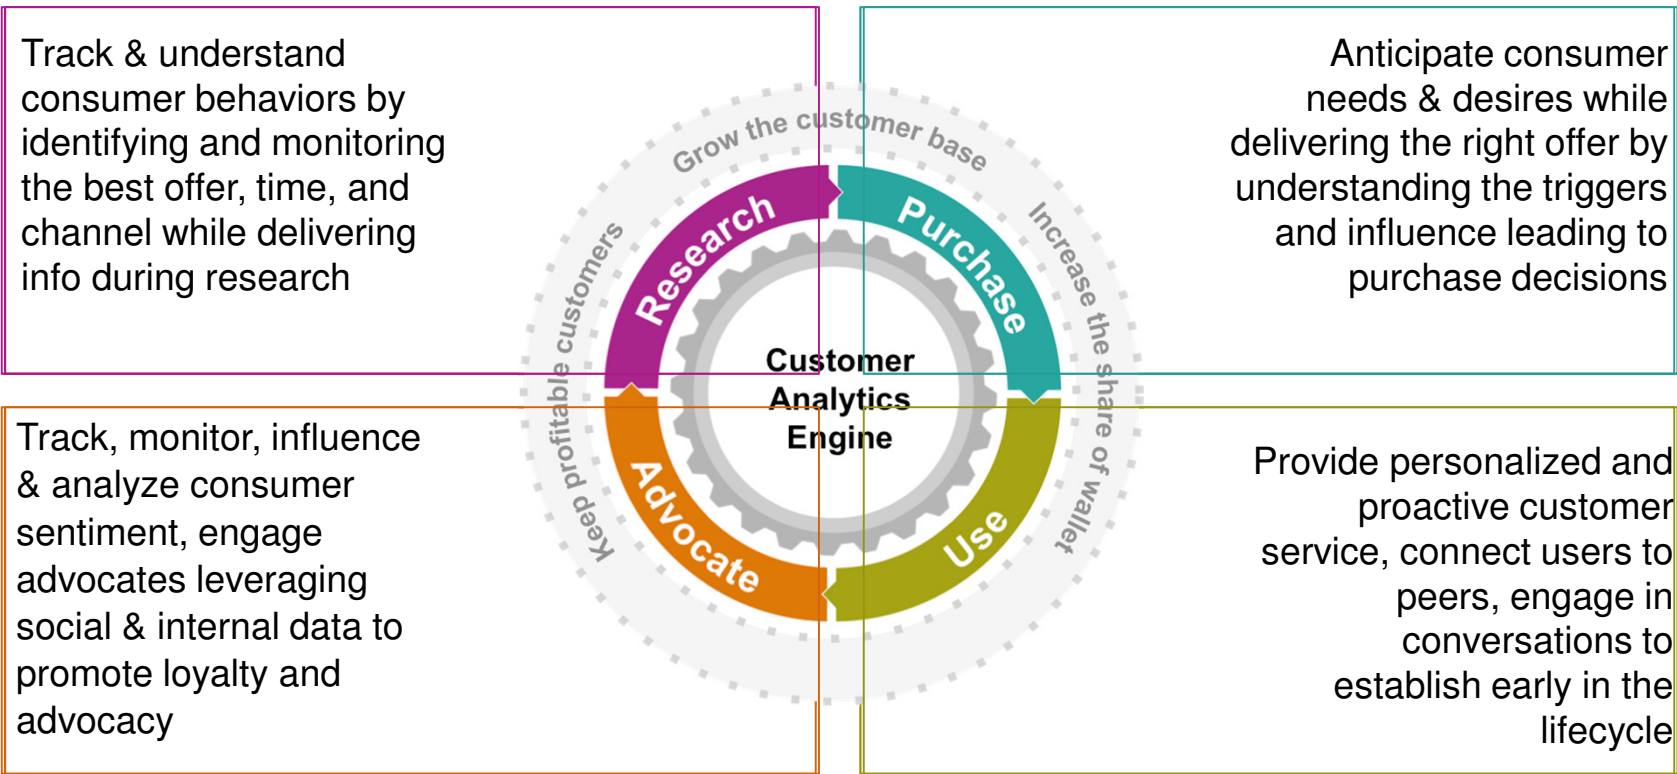 Track & understand
consumer behaviors by
identifying and monitoring
the best offer, time, and
channel while delivering
info during research
Anticipate consumer
needs & desires while
delivering the right offer by
understanding the triggers
and influence leading to
purchase decisions
Grow the customer base
Increase the share of wallet
Keep profitable customers
Research
Purchase
Use
Advocate
Customer
Analytics
Engine
Track, monitor, influence
& analyze consumer
sentiment, engage
advocates leveraging
social & internal data to
promote loyalty and
advocacy
Provide personalized and
proactive customer
service, connect users to
peers, engage in
conversations to
establish early in the
lifecycle